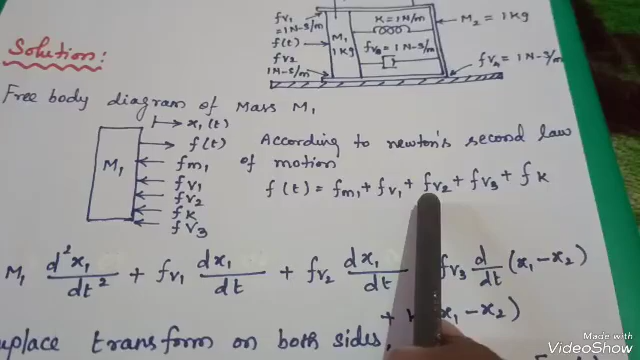 fv₁
=1N-s/m
f(t)
fv₂
1N-s/m
M₁
1kg
K=1N/m
fv₃=1N-s/m
M₂ = 1kg
fv₄ = 1N-s/m
Solution:
Free body diagram of Mass M₁
x₁(t)
f(t)
M₁
fm₁
fv₁
fv₂
fK
fv₃
According to newton's second law
of motion
f(t) = fm₁ + fv₁ + fv₂ + fv₃ + fK
M₁ d²x₁/dt² + fv₁ dx₁/dt + fv₂ dx₁/dt fv₃ d/dt (x₁-x₂)
+ (x₁-x₂)
uplace transform on both sides,
Made with
VideoShow